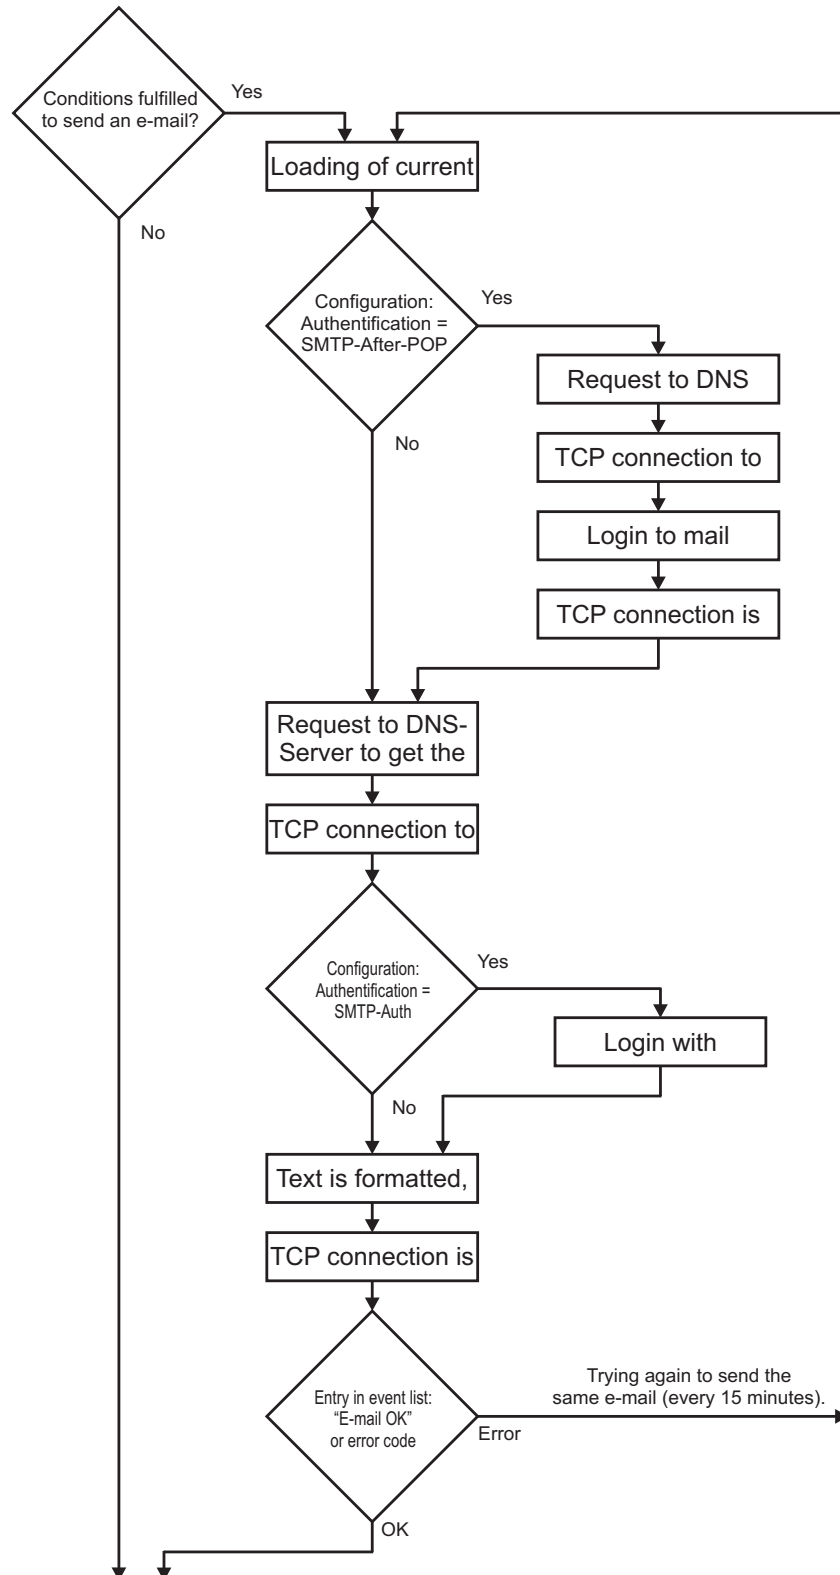 Conditions fulfilled
to send an e-mail?
Yes
No
Loading of current
Configuration:
Authentification =
SMTP-After-POP
Yes
No
Request to DNS
TCP connection to
Login to mail
TCP connection is
Request to DNS-
Server to get the
TCP connection to
Configuration:
Authentification =
SMTP-Auth
Yes
No
Login with
Text is formatted,
TCP connection is
Entry in event list:
“E-mail OK”
or error code
Error
Trying again to send the
same e-mail (every 15 minutes).
OK